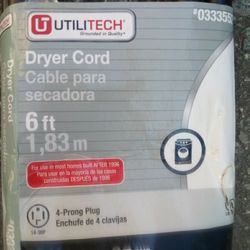 UTILITECH
Grounded in Quality
#033355
Dryer Cord
Cable para
secadora
Dryer Cord
6 ft
1,83 m
For use in most homes built AFTER 1996
Para usar en la mayoría de las casas
construidas DESPUÉS de 1996
4-Prong Plug
Enchufe de 4 clavijas
14-30P